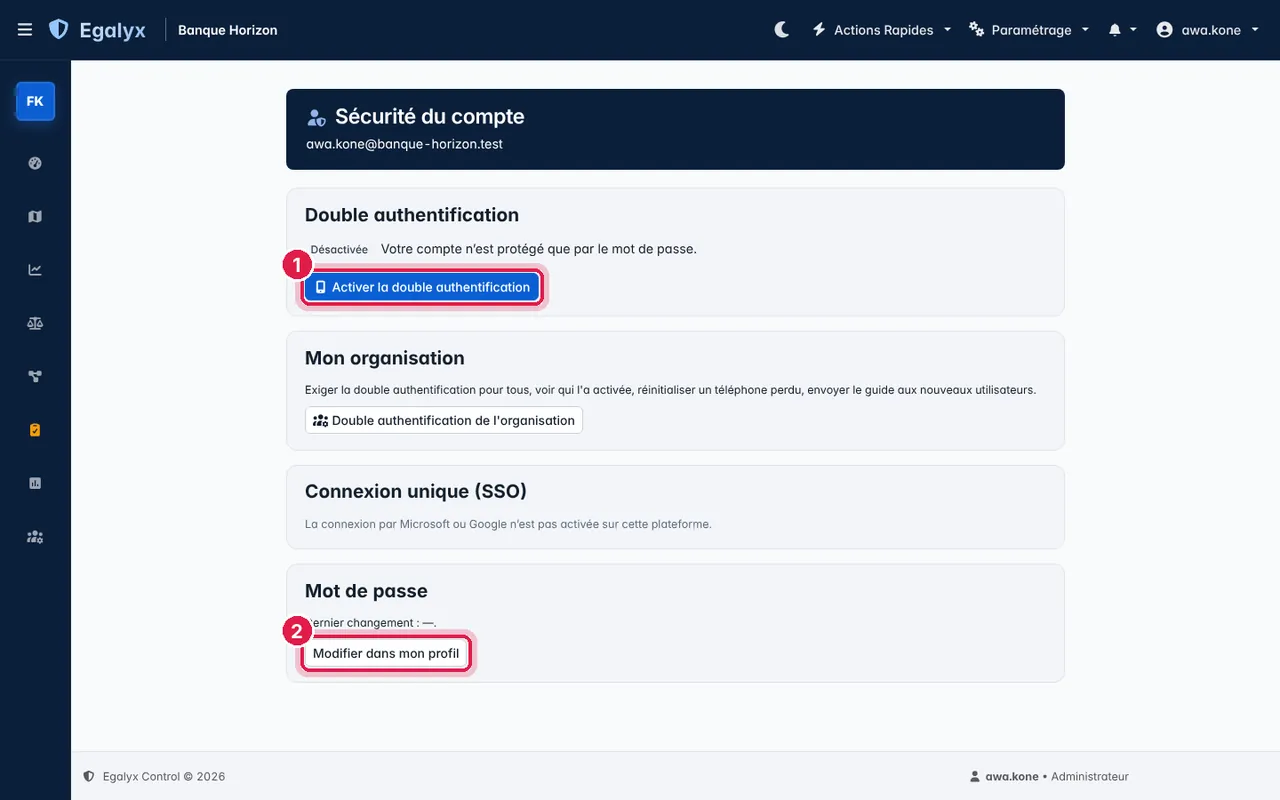 Egalyx
Banque Horizon
Actions Rapides
Paramétrage
awa.kone
FK
Sécurité du compte
awa.kone@banque-horizon.test
Double authentification
Désactivée Votre compte n’est protégé que par le mot de passe.
1
Activer la double authentification
Mon organisation
Exiger la double authentification pour tous, voir qui l'a activée, réinitialiser un téléphone perdu, envoyer le guide aux nouveaux utilisateurs.
Double authentification de l'organisation
Connexion unique (SSO)
La connexion par Microsoft ou Google n’est pas activée sur cette plateforme.
Mot de passe
ernier changement : —.
2
Modifier dans mon profil
Egalyx Control © 2026
awa.kone • Administrateur